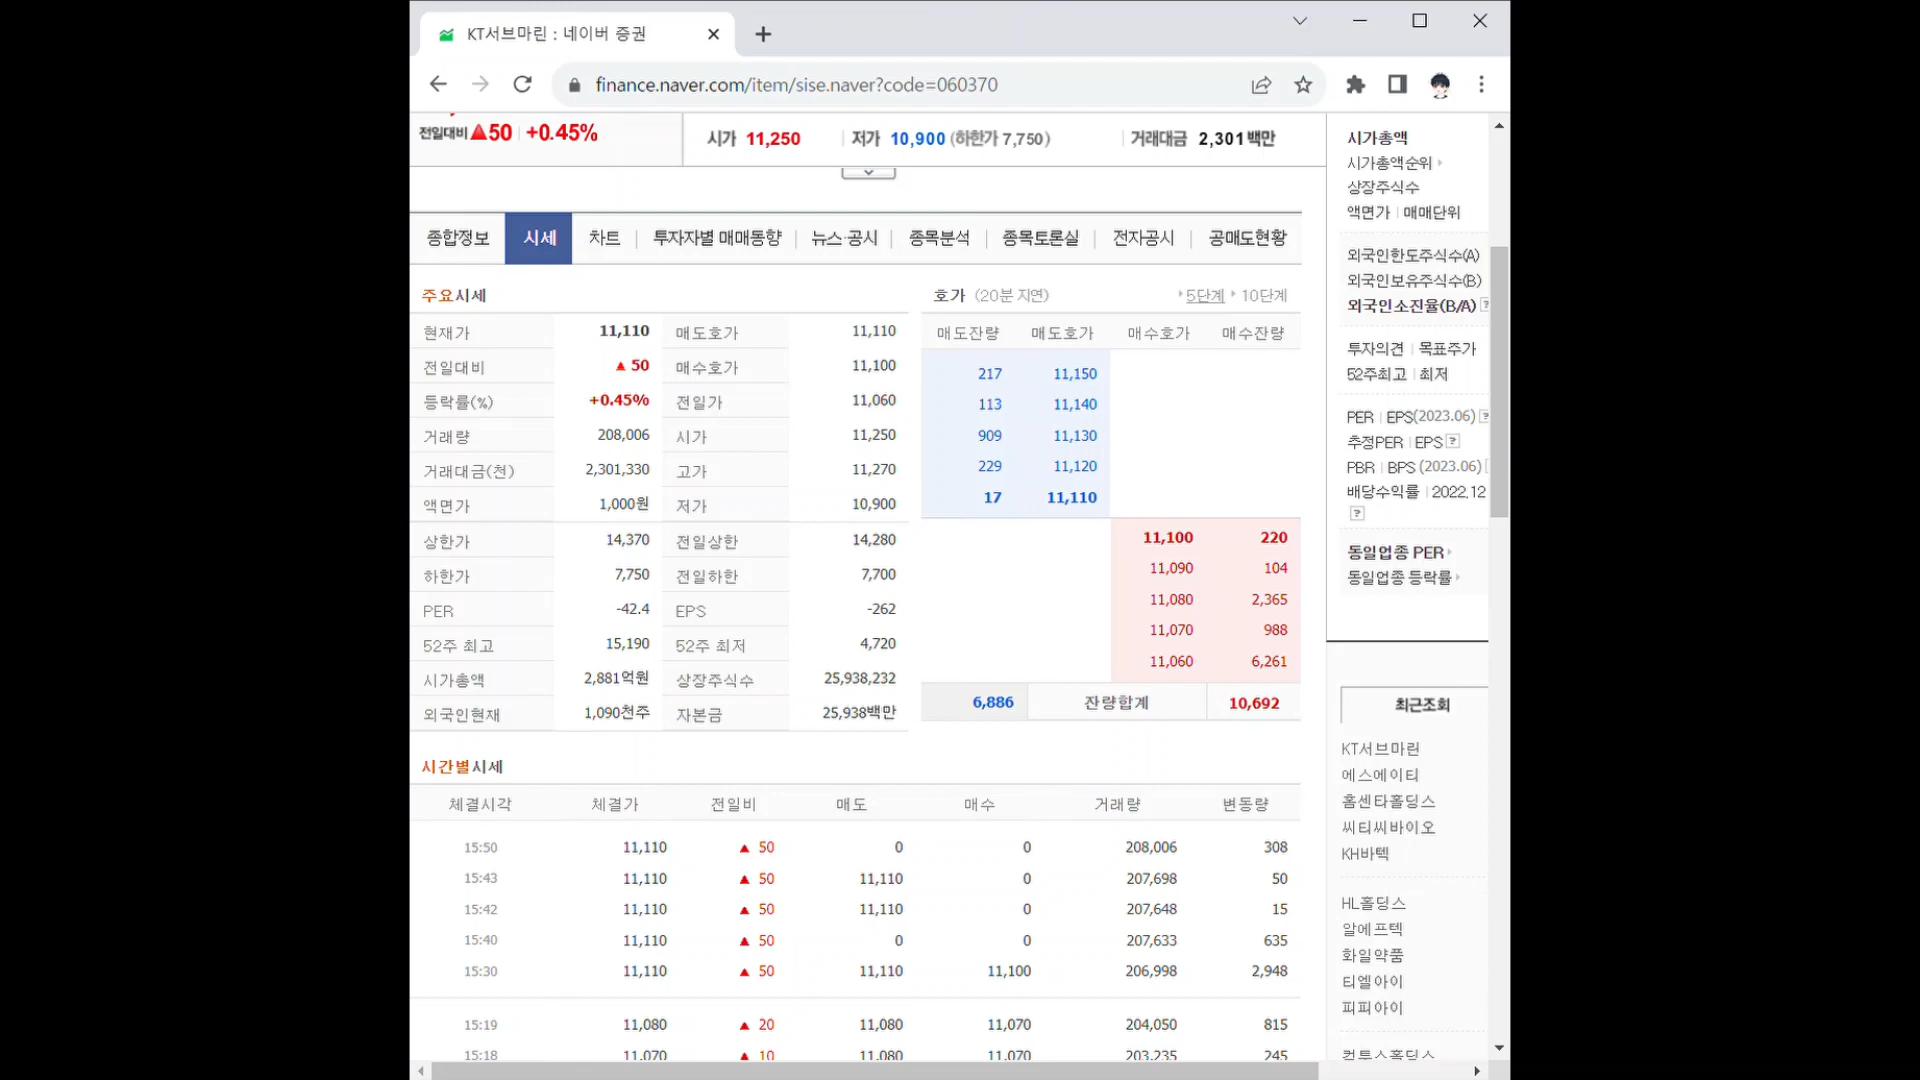 KT서브마린 : 네이버 증권
finance.naver.com/item/sise.naver?code=060370
전일대비 ▲50 | +0.45%
시가 11,250 | 저가 10,900 (하한가 7,750) | 거래대금 2,301 백만
종합정보 시세 차트 | 투자자별 매매동향 | 뉴스·공시 | 종목분석 | 종목토론실 | 전자공시 | 공매도현황
주요시세
현재가 11,110 매도호가 11,110
전일대비 ▲ 50 매수호가 11,100
등락률(%) +0.45% 전일가 11,060
거래량 208,006 시가 11,250
거래대금(천) 2,301,330 고가 11,270
액면가 1,000원 저가 10,900
상한가 14,370 전일상한 14,280
하한가 7,750 전일하한 7,700
PER -42.4 EPS -262
52주 최고 15,190 52주 최저 4,720
시가총액 2,881억원 상장주식수 25,938,232
외국인현재 1,090천주 자본금 25,938백만
호가 (20분 지연) 5단계 10단계
매도잔량 매도호가 매수호가 매수잔량
217 11,150
113 11,140
909 11,130
229 11,120
17 11,110
11,100 220
11,090 104
11,080 2,365
11,070 988
11,060 6,261
6,886 잔량합계 10,692
시간별시세
체결시각 체결가 전일비 매도 매수 거래량 변동량
15:50 11,110 ▲ 50 0 0 208,006 308
15:43 11,110 ▲ 50 11,110 0 207,698 50
15:42 11,110 ▲ 50 11,110 0 207,648 15
15:40 11,110 ▲ 50 0 0 207,633 635
15:30 11,110 ▲ 50 11,110 11,100 206,998 2,948
15:19 11,080 ▲ 20 11,080 11,070 204,050 815
15:18 11,070 ▲ 10 11,080 11,070 203,235 245
시가총액
시가총액순위
상장주식수
액면가 | 매매단위
외국인한도주식수(A)
외국인보유주식수(B)
외국인소진율(B/A) ?
투자의견 | 목표주가
52주최고 | 최저
PER | EPS(2023.06) ?
추정PER | EPS ?
PBR | BPS (2023.06)
배당수익률 | 2022.12
?
동일업종 PER
동일업종 등락률
최근조회
KT서브마린
에스에이티
홈센타홀딩스
씨티씨바이오
KH바텍
HL홀딩스
알에프텍
화일약품
티엘아이
피피아이
컴투스홀딩스